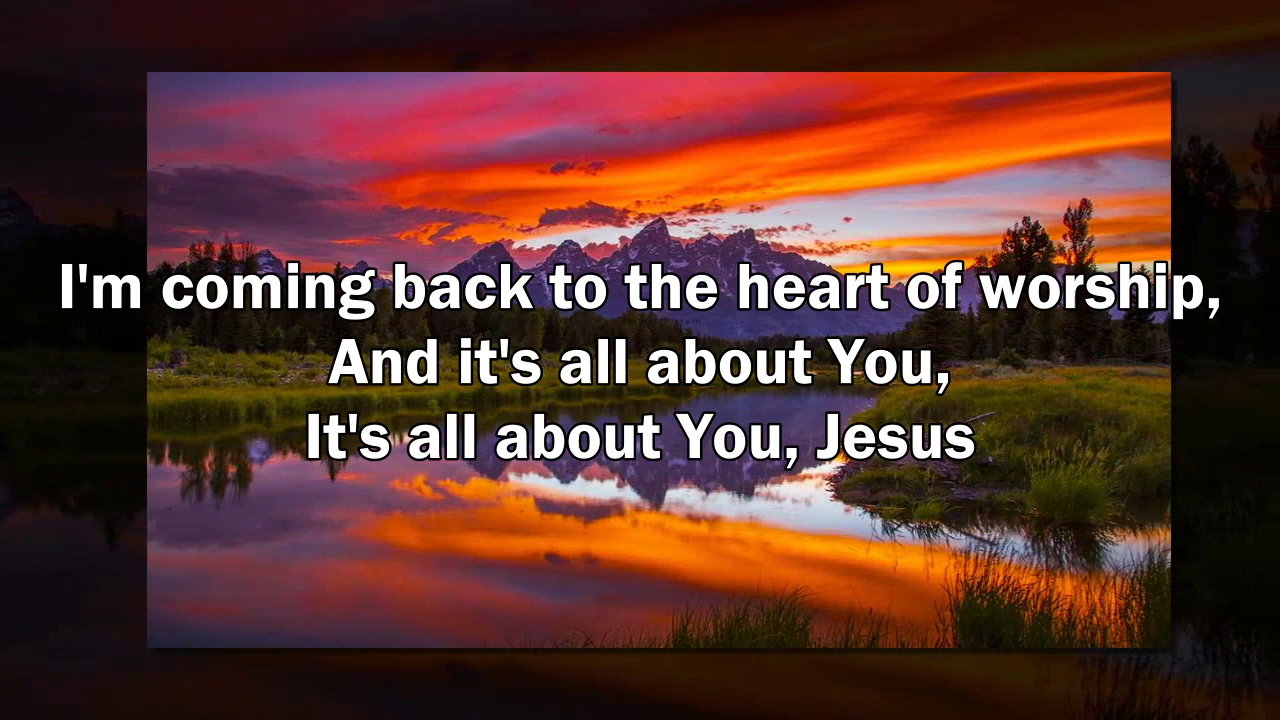 I'm coming back to the heart of worship,
And it's all about You,
It's all about You, Jesus